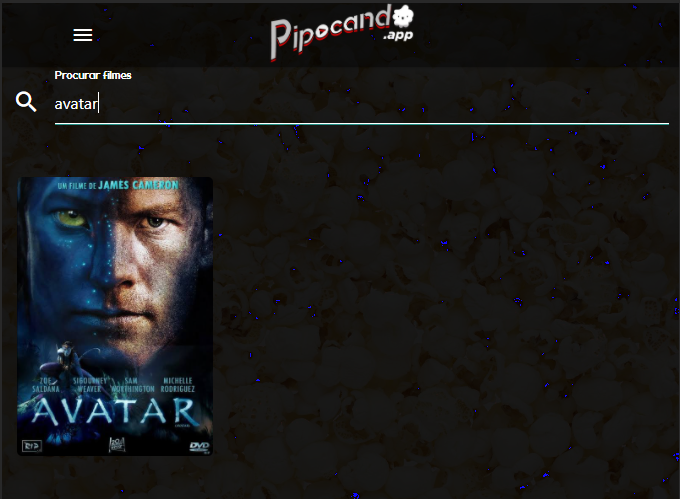 Pipocando
.app
Procurar filmes
avatar
UM FILME DE JAMES CAMERON
ZOE SALDANA SIGOURNEY WEAVER SAM WORTHINGTON MICHELLE RODRIGUEZ
AVATAR
DVD